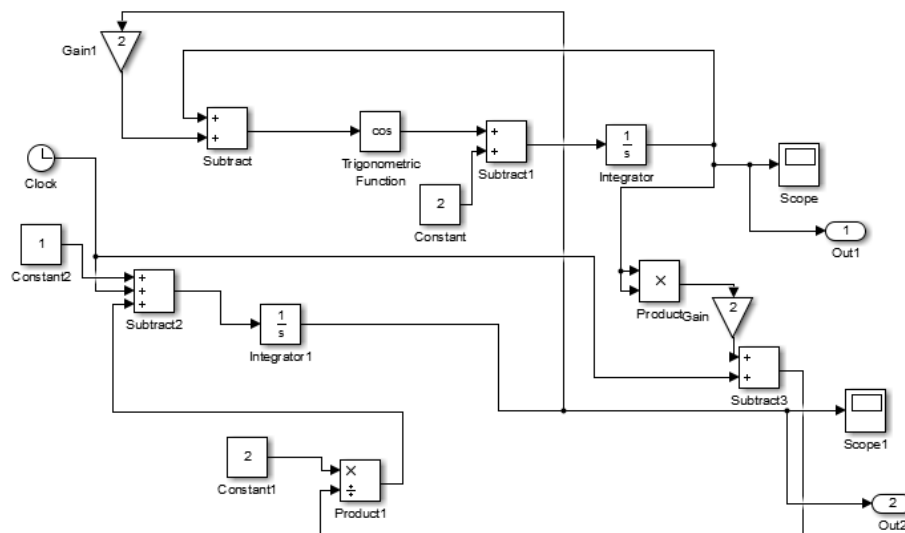 2
Gain1
+
+
Subtract
cos
Trigonometric
Function
+
+
Subtract1
1
s
Integrator
Scope
Clock
2
Constant
1
Out1
1
Constant2
+
+
+
Subtract2
×
Product
2
Gain
1
s
Integrator1
+
+
Subtract3
Scope1
2
Constant1
×
÷
Product1
2
Out2